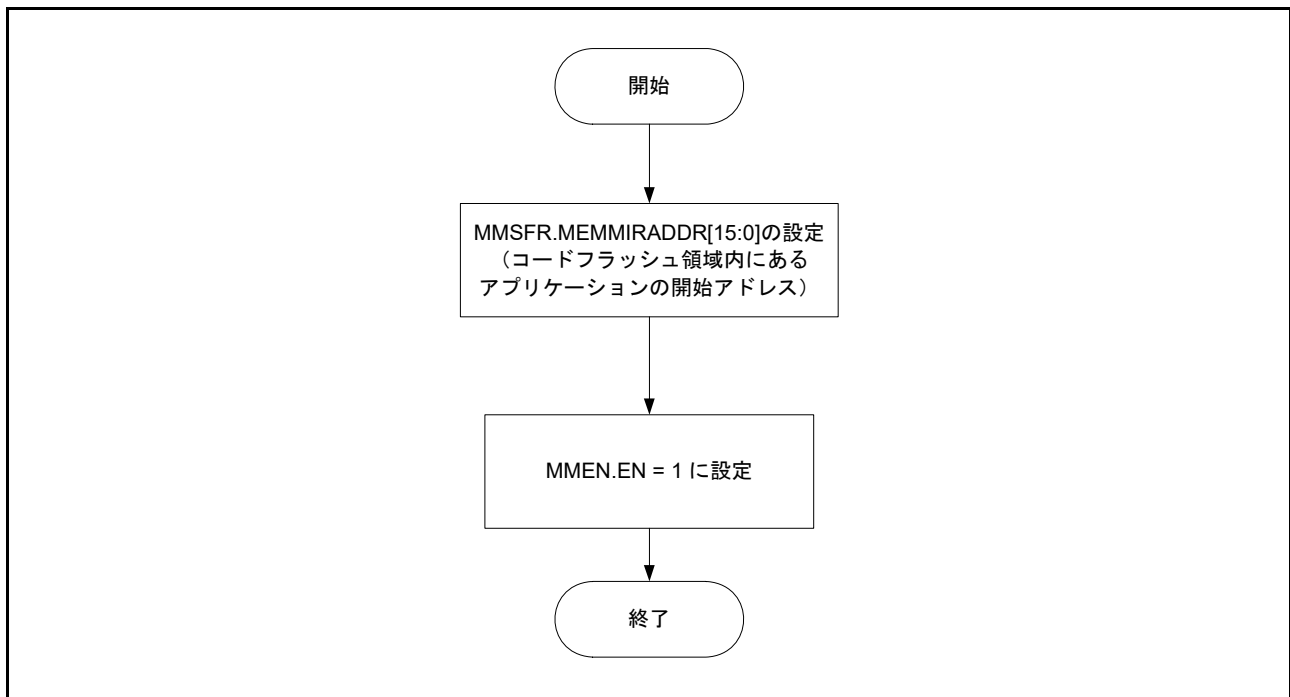 開始
MMSFR.MEMMIRADDR[15:0]の設定
（コードフラッシュ領域内にある
アプリケーションの開始アドレス）
MMEN.EN = 1 に設定
終了